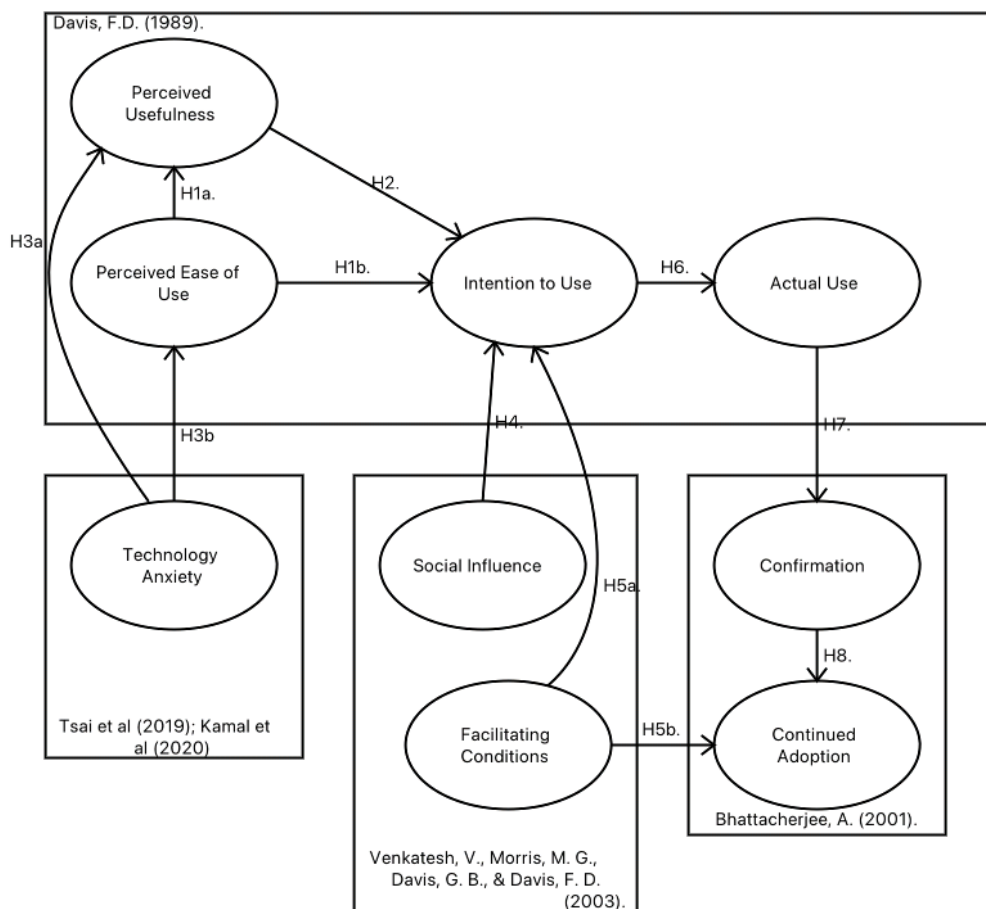 Davis, F.D. (1989).
Perceived
Usefulness
H2.
H1a.
H3a
Perceived Ease of
Use
H1b.
Intention to Use
H6.
Actual Use
H3b
H4.
H7.
Technology
Anxiety
Social Influence
H5a.
Confirmation
H8.
Tsai et al (2019); Kamal et
al (2020)
Facilitating
Conditions
H5b.
Continued
Adoption
Bhattacherjee, A. (2001).
Venkatesh, V., Morris, M. G.,
Davis, G. B., & Davis, F. D.
(2003).